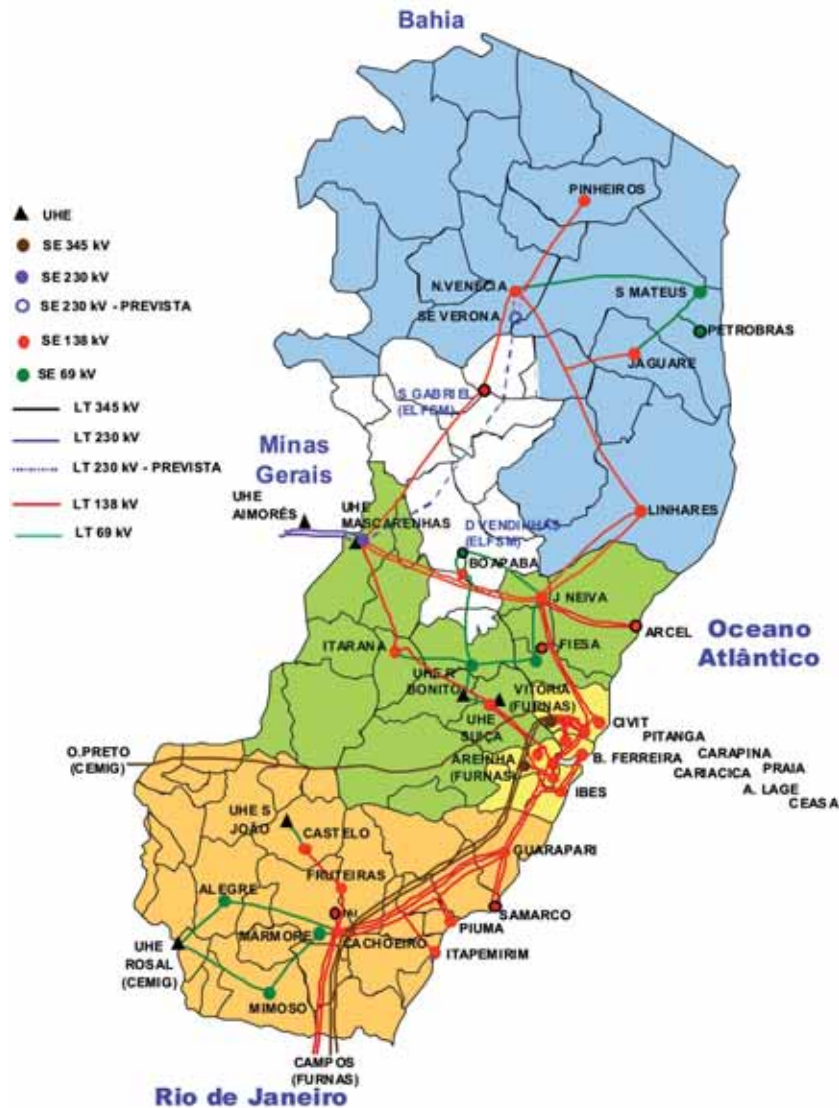 Bahia
UHE
SE 345 kV
SE 230 kV
SE 230 kV - PREVISTA
SE 138 kV
SE 69 kV
LT 345 kV
LT 230 kV
LT 230 kV - PREVISTA
LT 138 kV
LT 69 kV
PINHEIROS
N.VENECIA
S MATEUS
SE VERONA
PETROBRAS
JAGUARE
S GABRIEL
(ELFSM)
Minas
Gerais
UHE
AIMORÉS
UHE
MASCARENHAS
LINHARES
D VENDINHAS
(ELFSM)
BOAPABA
J NEIVA
ARCEL
Oceano
Atlântico
ITARANA
FIESA
UHE R
BONITO
VITÓRIA
(FURNAS)
UHE
SUIÇA
CIVIT
PITANGA
O.PRETO
(CEMIG)
AREINHA
(FURNAS)
B. FERREIRA
CARAPINA
CARIACICA
PRAIA
A. LAGE
CEASA
IBES
UHE S
JOÃO
CASTELO
FRUTEIRAS
GUARAPARI
ALEGRE
SAMARCO
MARMORE
CACHOEIRO
PIUMA
ITAPEMIRIM
UHE
ROSAL
(CEMIG)
MIMOSO
CAMPOS
(FURNAS)
Rio de Janeiro